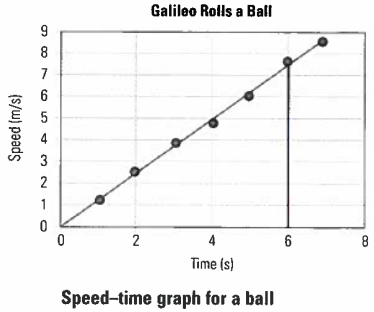 Galileo Rolls a Ball
Speed (m/s)
9
8
7
6
5
4
3
2
1
0
0 2 4 6 8
Time (s)
Speed–time graph for a ball